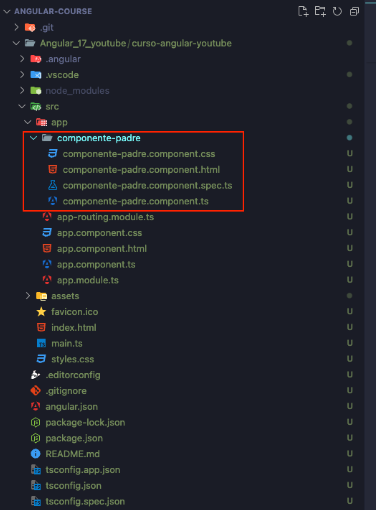 ANGULAR-COURSE
.git
Angular_17_youtube/curso-angular-youtube
.angular
.vscode
node_modules
src
app
componente-padre
componente-padre.component.css U
componente-padre.component.html U
componente-padre.component.spec.ts U
componente-padre.component.ts U
app-routing.module.ts U
app.component.css U
app.component.html U
app.component.ts U
app.module.ts U
assets
favicon.ico U
index.html U
main.ts U
styles.css U
.editorconfig U
.gitignore U
angular.json U
package-lock.json U
package.json U
README.md U
tsconfig.app.json U
tsconfig.json U
tsconfig.spec.json U